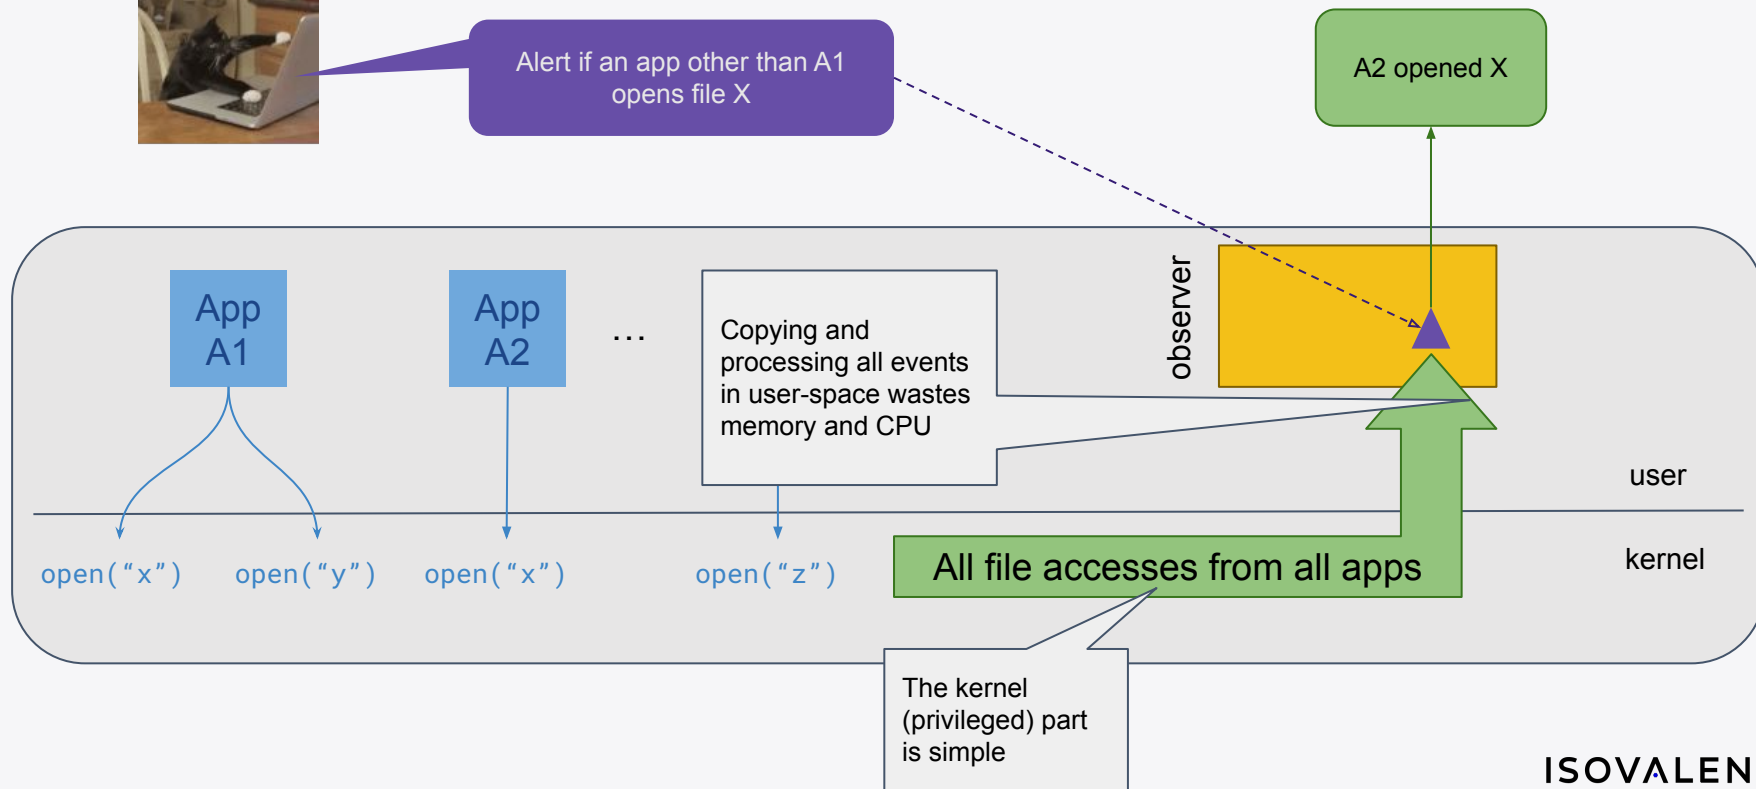 Alert if an app other than A1
opens file X
A2 opened X
App
A1
App
A2
...
Copying and
processing all events
in user-space wastes
memory and CPU
observer
user
open(“x”)
open(“y”)
open(“x”)
open(“z”)
All file accesses from all apps
kernel
The kernel
(privileged) part
is simple
ISOVALEN